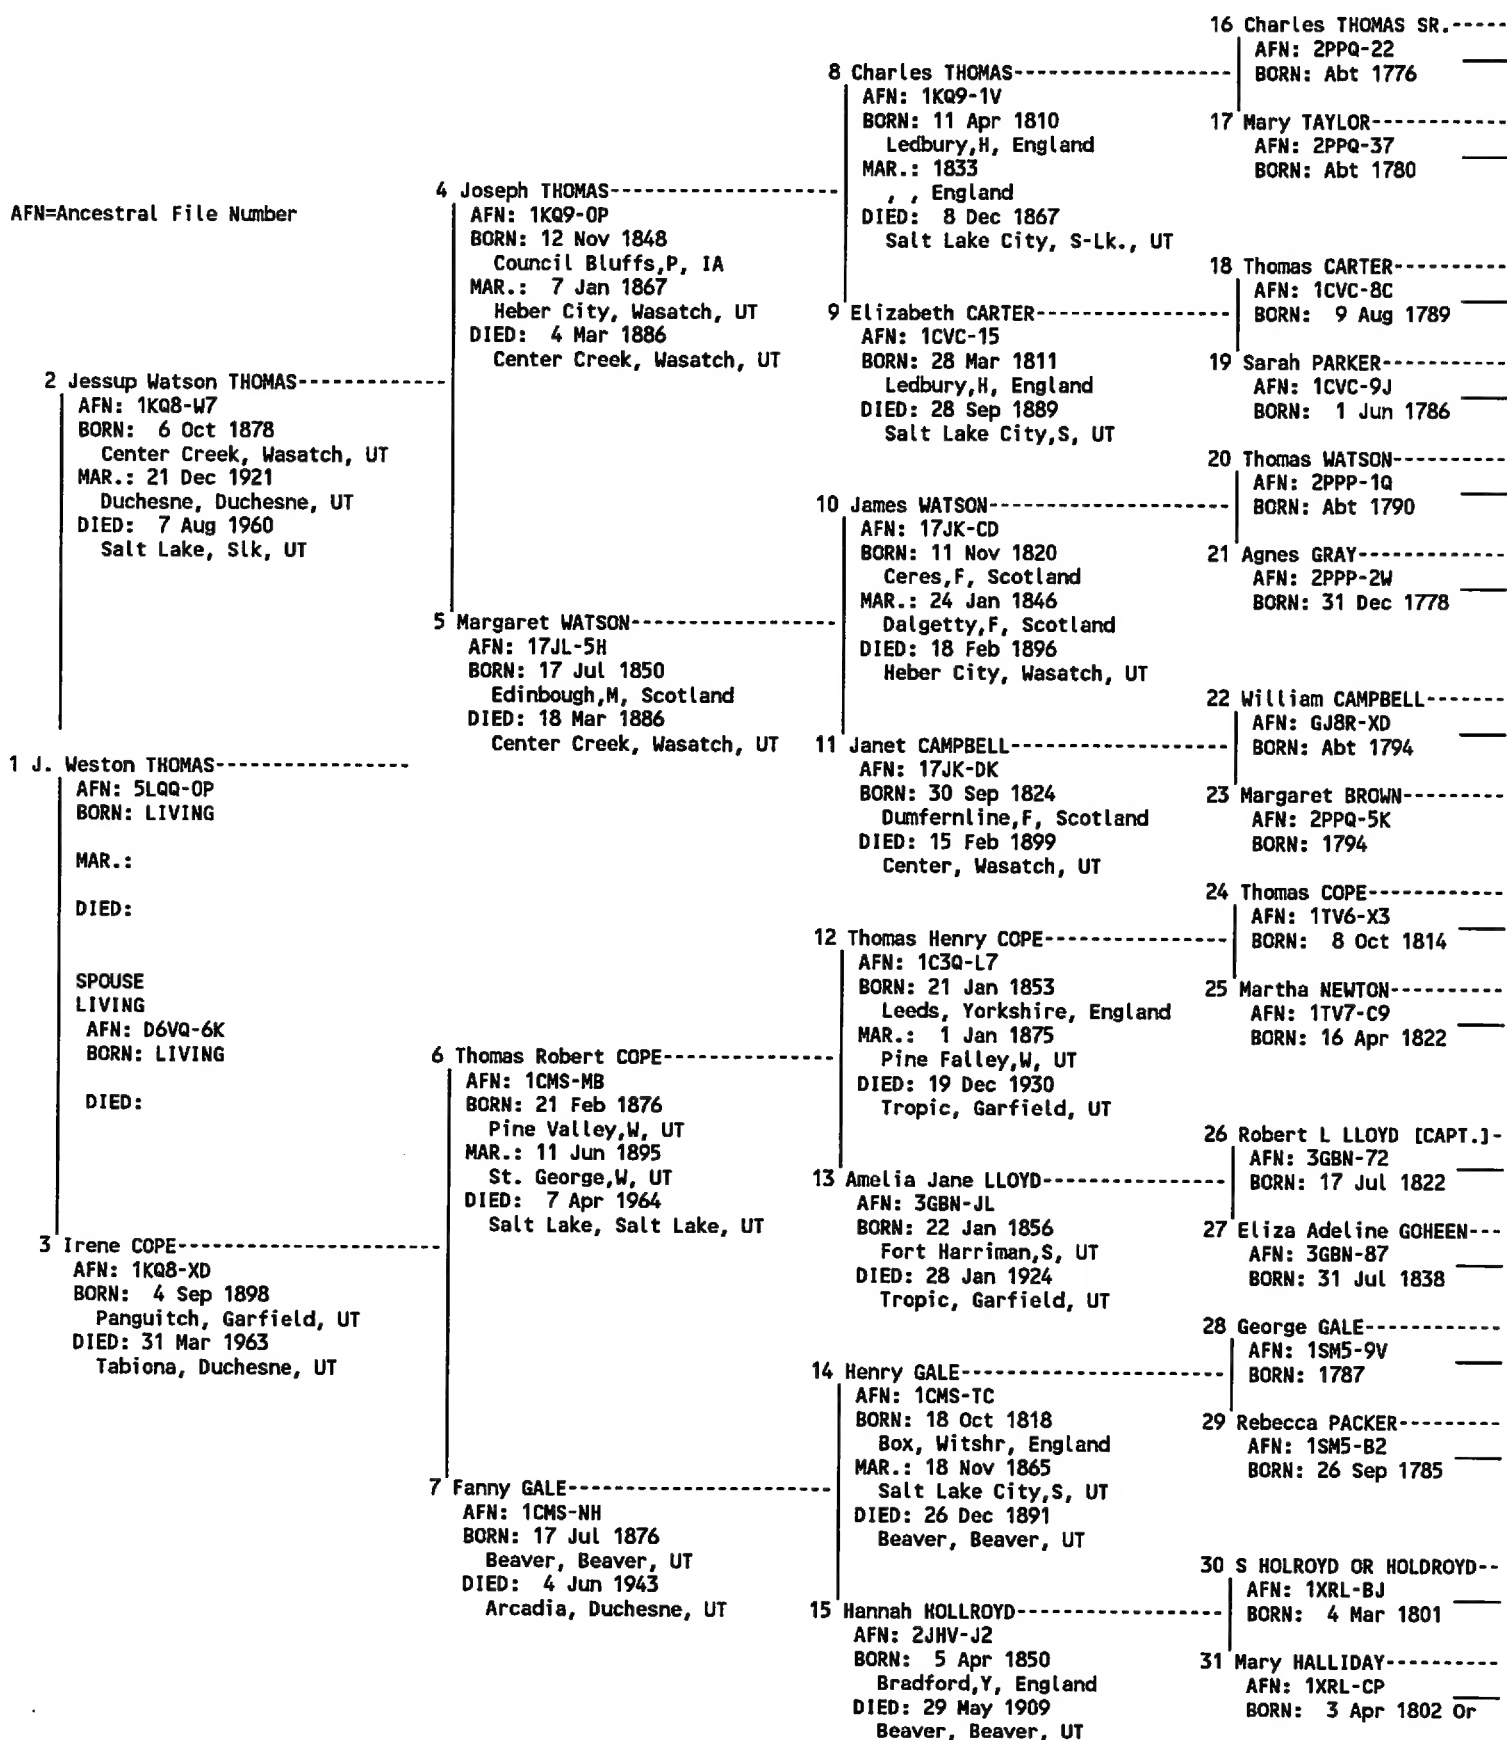 AFN=Ancestral File Number
1 J. Weston THOMAS----------------
AFN: 5LQQ-0P
BORN: LIVING
MAR.:
DIED:
SPOUSE
LIVING
AFN: D6VQ-6K
BORN: LIVING
DIED:
2 Jessup Watson THOMAS------------
AFN: 1KQ8-W7
BORN: 6 Oct 1878
Center Creek, Wasatch, UT
MAR.: 21 Dec 1921
Duchesne, Duchesne, UT
DIED: 7 Aug 1960
Salt Lake, Slk, UT
3 Irene COPE----------------------
AFN: 1KQ8-XD
BORN: 4 Sep 1898
Panguitch, Garfield, UT
DIED: 31 Mar 1963
Tabiona, Duchesne, UT
4 Joseph THOMAS-------------------
AFN: 1KQ9-0P
BORN: 12 Nov 1848
Council Bluffs,P, IA
MAR.: 7 Jan 1867
Heber City, Wasatch, UT
DIED: 4 Mar 1886
Center Creek, Wasatch, UT
5 Margaret WATSON-----------------
AFN: 17JL-5H
BORN: 17 Jul 1850
Edinbough,M, Scotland
DIED: 18 Mar 1886
Center Creek, Wasatch, UT
6 Thomas Robert COPE--------------
AFN: 1CMS-MB
BORN: 21 Feb 1876
Pine Valley,W, UT
MAR.: 11 Jun 1895
St. George,W, UT
DIED: 7 Apr 1964
Salt Lake, Salt Lake, UT
7 Fanny GALE----------------------
AFN: 1CMS-NH
BORN: 17 Jul 1876
Beaver, Beaver, UT
DIED: 4 Jun 1943
Arcadia, Duchesne, UT
8 Charles THOMAS------------------
AFN: 1KQ9-1V
BORN: 11 Apr 1810
Ledbury,H, England
MAR.: 1833
, , England
DIED: 8 Dec 1867
Salt Lake City, S-Lk., UT
9 Elizabeth CARTER----------------
AFN: 1CVC-15
BORN: 28 Mar 1811
Ledbury,H, England
DIED: 28 Sep 1889
Salt Lake City,S, UT
10 James WATSON--------------------
AFN: 17JK-CD
BORN: 11 Nov 1820
Ceres,F, Scotland
MAR.: 24 Jan 1846
Dalgetty,F, Scotland
DIED: 18 Feb 1896
Heber City, Wasatch, UT
11 Janet CAMPBELL------------------
AFN: 17JK-DK
BORN: 30 Sep 1824
Dumfernline,F, Scotland
DIED: 15 Feb 1899
Center, Wasatch, UT
12 Thomas Henry COPE---------------
AFN: 1C3Q-L7
BORN: 21 Jan 1853
Leeds, Yorkshire, England
MAR.: 1 Jan 1875
Pine Falley,W, UT
DIED: 19 Dec 1930
Tropic, Garfield, UT
13 Amelia Jane LLOYD---------------
AFN: 3GBN-JL
BORN: 22 Jan 1856
Fort Harriman,S, UT
DIED: 28 Jan 1924
Tropic, Garfield, UT
14 Henry GALE----------------------
AFN: 1CMS-TC
BORN: 18 Oct 1818
Box, Witshr, England
MAR.: 18 Nov 1865
Salt Lake City,S, UT
DIED: 26 Dec 1891
Beaver, Beaver, UT
15 Hannah HOLLROYD-----------------
AFN: 2JHV-J2
BORN: 5 Apr 1850
Bradford,Y, England
DIED: 29 May 1909
Beaver, Beaver, UT
16 Charles THOMAS SR.-----
AFN: 2PPQ-22
BORN: Abt 1776
17 Mary TAYLOR------------
AFN: 2PPQ-37
BORN: Abt 1780
18 Thomas CARTER----------
AFN: 1CVC-8C
BORN: 9 Aug 1789
19 Sarah PARKER-----------
AFN: 1CVC-9J
BORN: 1 Jun 1786
20 Thomas WATSON----------
AFN: 2PPP-1Q
BORN: Abt 1790
21 Agnes GRAY-------------
AFN: 2PPP-2W
BORN: 31 Dec 1778
22 William CAMPBELL-------
AFN: GJ8R-XD
BORN: Abt 1794
23 Margaret BROWN---------
AFN: 2PPQ-5K
BORN: 1794
24 Thomas COPE------------
AFN: 1TV6-X3
BORN: 8 Oct 1814
25 Martha NEWTON----------
AFN: 1TV7-C9
BORN: 16 Apr 1822
26 Robert L LLOYD [CAPT.]-
AFN: 3GBN-72
BORN: 17 Jul 1822
27 Eliza Adeline GOHEEN---
AFN: 3GBN-87
BORN: 31 Jul 1838
28 George GALE------------
AFN: 1SM5-9V
BORN: 1787
29 Rebecca PACKER---------
AFN: 1SM5-B2
BORN: 26 Sep 1785
30 S HOLROYD OR HOLDROYD--
AFN: 1XRL-BJ
BORN: 4 Mar 1801
31 Mary HALLIDAY----------
AFN: 1XRL-CP
BORN: 3 Apr 1802 Or